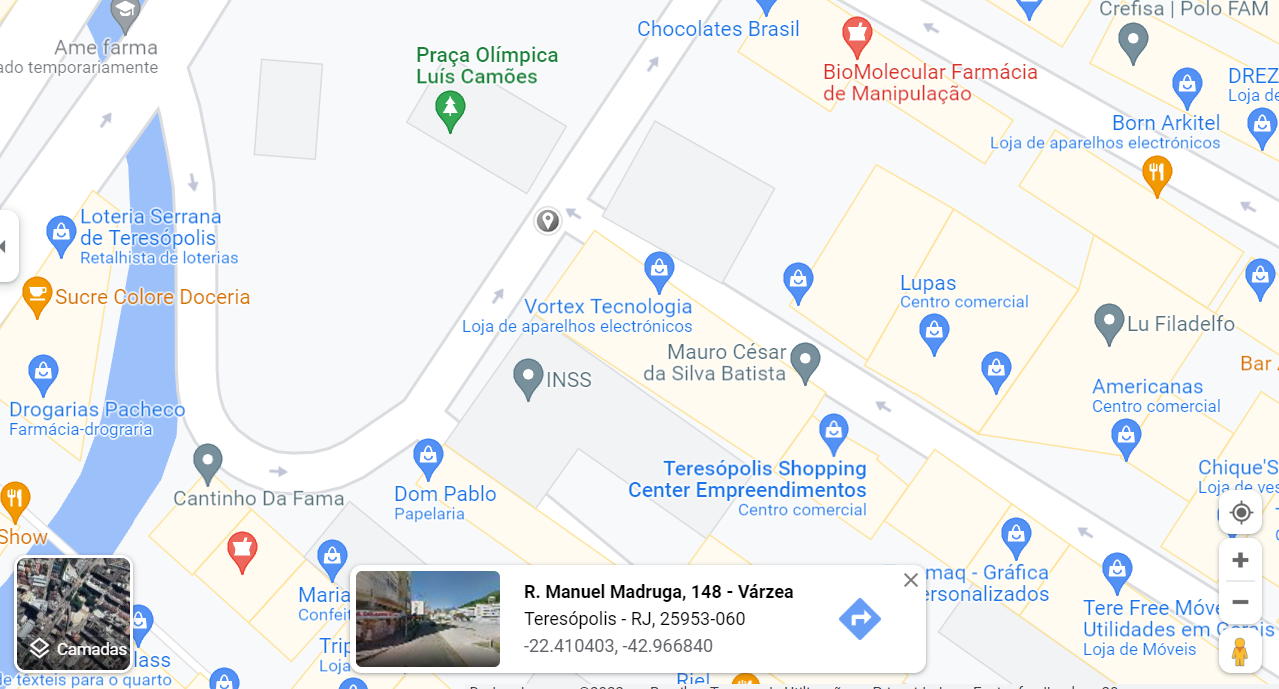 Crefisa | Polo FAM
Chocolates Brasil
Ame farma
ado temporariamente
Praça Olímpica
Luís Camões
BioMolecular Farmácia
de Manipulação
DREZ
Loja de
Born Arkitel
Loja de aparelhos electrónicos
Loteria Serrana
de Teresópolis
Retalhista de loterias
Sucre Colore Doceria
Vortex Tecnologia
Loja de aparelhos electrónicos
Lupas
Centro comercial
Lu Filadelfo
Mauro César
da Silva Batista
INSS
Bar
Americanas
Centro comercial
Drogarias Pacheco
Farmácia-drograria
Teresópolis Shopping
Center Empreendimentos
Centro comercial
Chique'S
Loja de ves
Cantinho Da Fama
Dom Pablo
Papelaria
Show
maq - Gráfica
ersonalizados
Maria
Confeit
R. Manuel Madruga, 148 - Várzea
Teresópolis - RJ, 25953-060
-22.410403, -42.966840
Tere Free Móve
Utilidades em Gerais
Loja de Móveis
Camadas
Trip
Loja
lass
de têxteis para o quarto
Riel